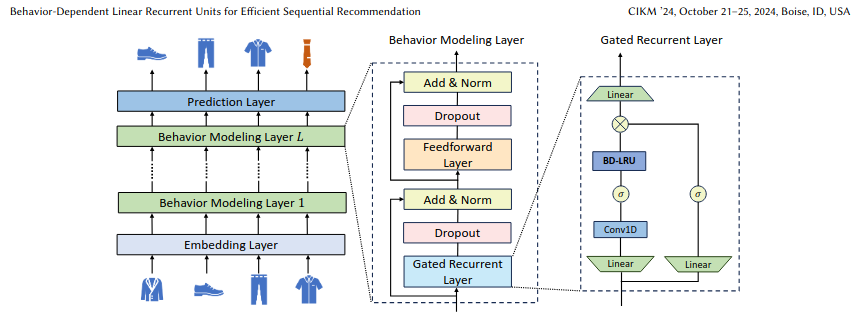 Behavior-Dependent Linear Recurrent Units for Efficient Sequential Recommendation
CIKM '24, October 21–25, 2024, Boise, ID, USA
Prediction Layer
Behavior Modeling Layer L
Behavior Modeling Layer 1
Embedding Layer
Behavior Modeling Layer
Add & Norm
Dropout
Feedforward
Layer
Add & Norm
Dropout
Gated Recurrent
Layer
Gated Recurrent Layer
Linear
BD-LRU
σ
σ
Conv1D
Linear
Linear